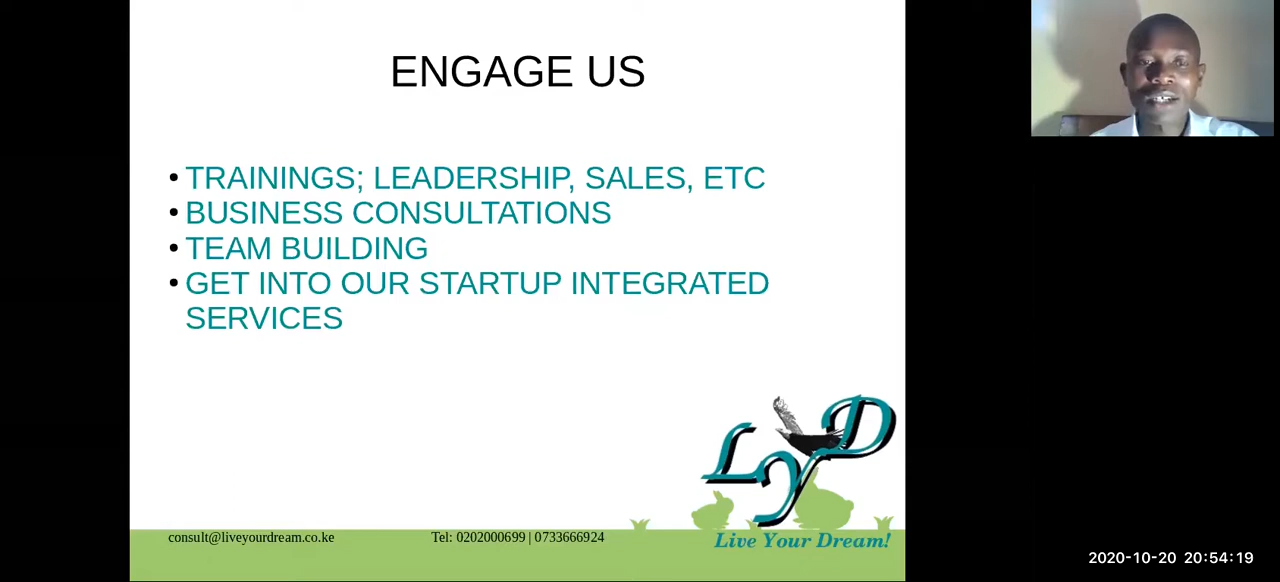 ENGAGE US
• TRAININGS; LEADERSHIP, SALES, ETC
• BUSINESS CONSULTATIONS
• TEAM BUILDING
• GET INTO OUR STARTUP INTEGRATED
SERVICES
LYD
Live Your Dream!
consult@liveyourdream.co.ke
Tel: 0202000699 | 0733666924
2020-10-20 20:54:19